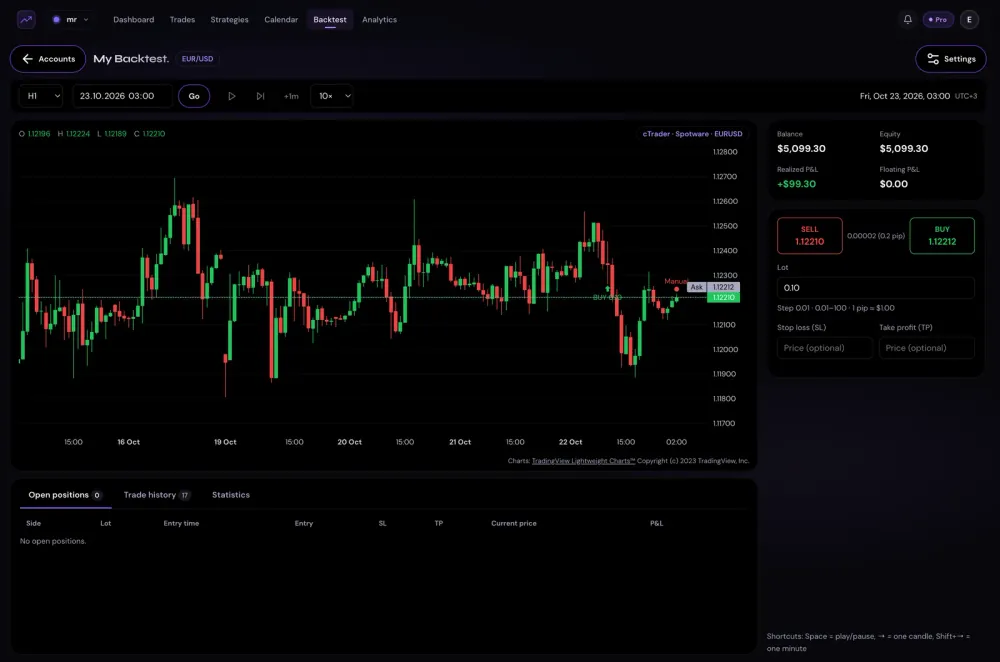 mr
Dashboard Trades Strategies Calendar Backtest Analytics
Pro E
Accounts My Backtest. EUR/USD Settings
H1 23.10.2026 03:00 Go +1m 10× Fri, Oct 23, 2026, 03:00 UTC+3
O 1.12196 H 1.12224 L 1.12189 C 1.12210 cTrader · Spotware · EURUSD
1.12800
1.12700
1.12600
1.12500
1.12400
1.12300
Manual
Ask 1.12212
BUY
1.12210
1.12100
1.12000
1.11900
1.11800
1.11700
15:00 16 Oct 19 Oct 15:00 20 Oct 15:00 21 Oct 15:00 22 Oct 15:00 02:00
Charts: TradingView Lightweight Charts™ Copyright (c) 2023 TradingView, Inc.
Balance Equity
$5,099.30 $5,099.30
Realized P&L Floating P&L
+$99.30 $0.00
SELL BUY
1.12210 0.00002 (0.2 pip) 1.12212
Lot
0.10
Step 0.01 · 0.01–100 · 1 pip = $1.00
Stop loss (SL) Take profit (TP)
Price (optional) Price (optional)
Open positions 0 Trade history 17 Statistics
Side Lot Entry time Entry SL TP Current price P&L
No open positions.
Shortcuts: Space = play/pause, → = one candle, Shift+→ =
one minute